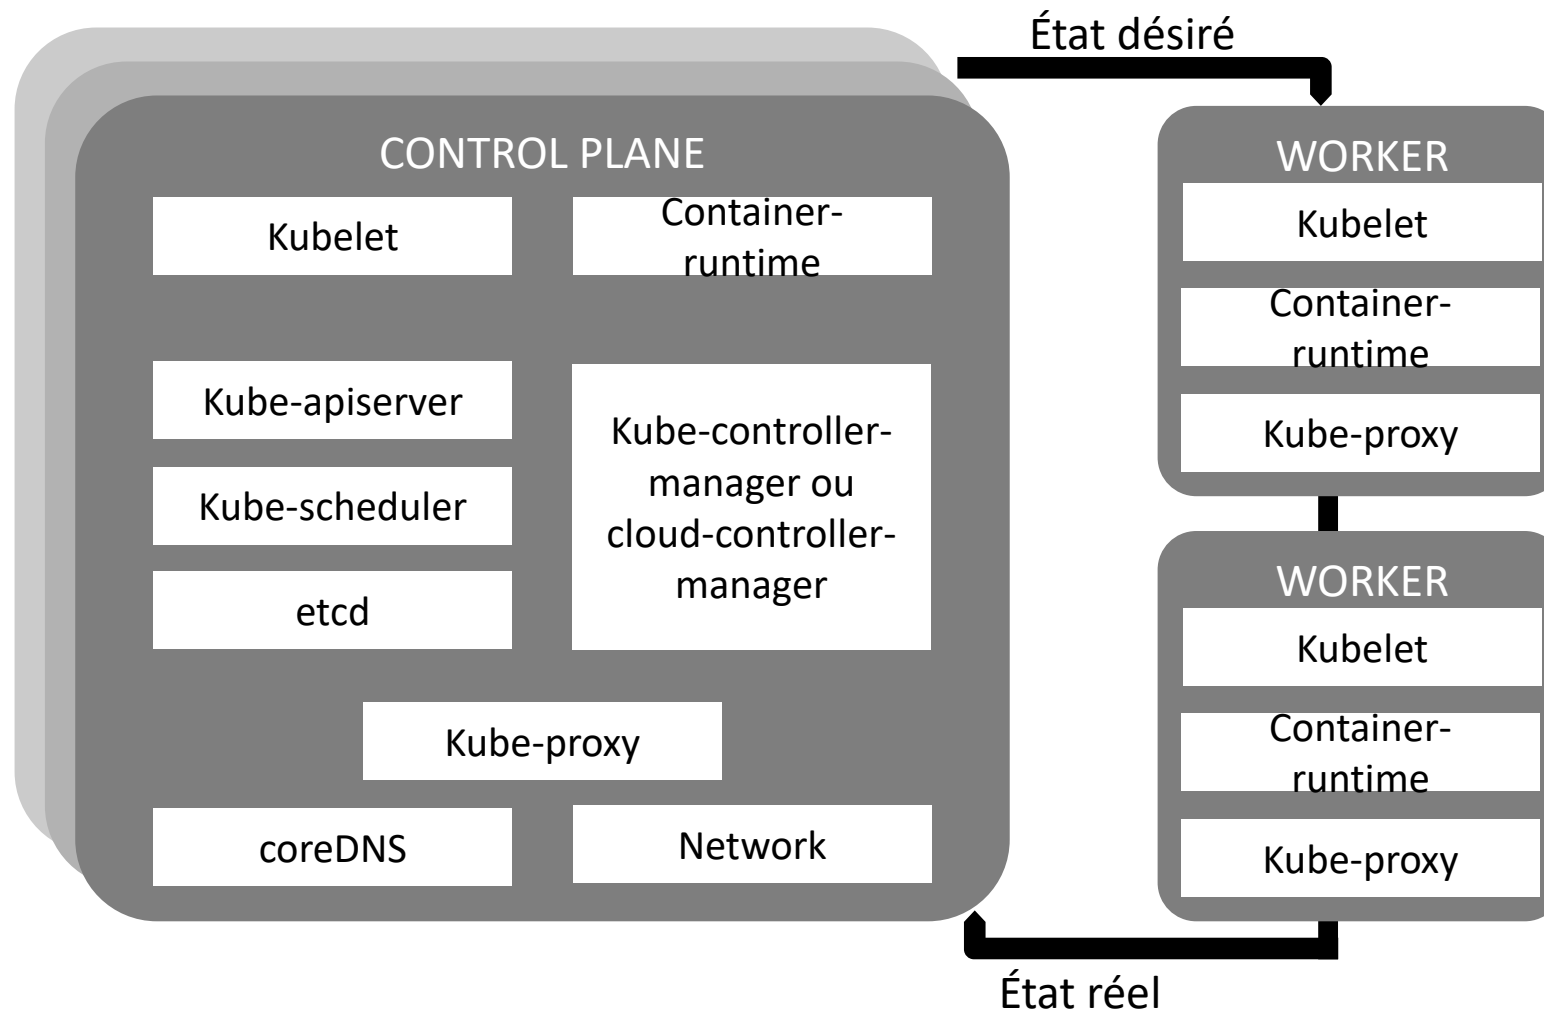 État désiré
CONTROL PLANE
Kubelet
Container-
runtime
Kube-apiserver
Kube-scheduler
etcd
Kube-controller-
manager ou
cloud-controller-
manager
Kube-proxy
coreDNS
Network
WORKER
Kubelet
Container-
runtime
Kube-proxy
WORKER
Kubelet
Container-
runtime
Kube-proxy
État réel